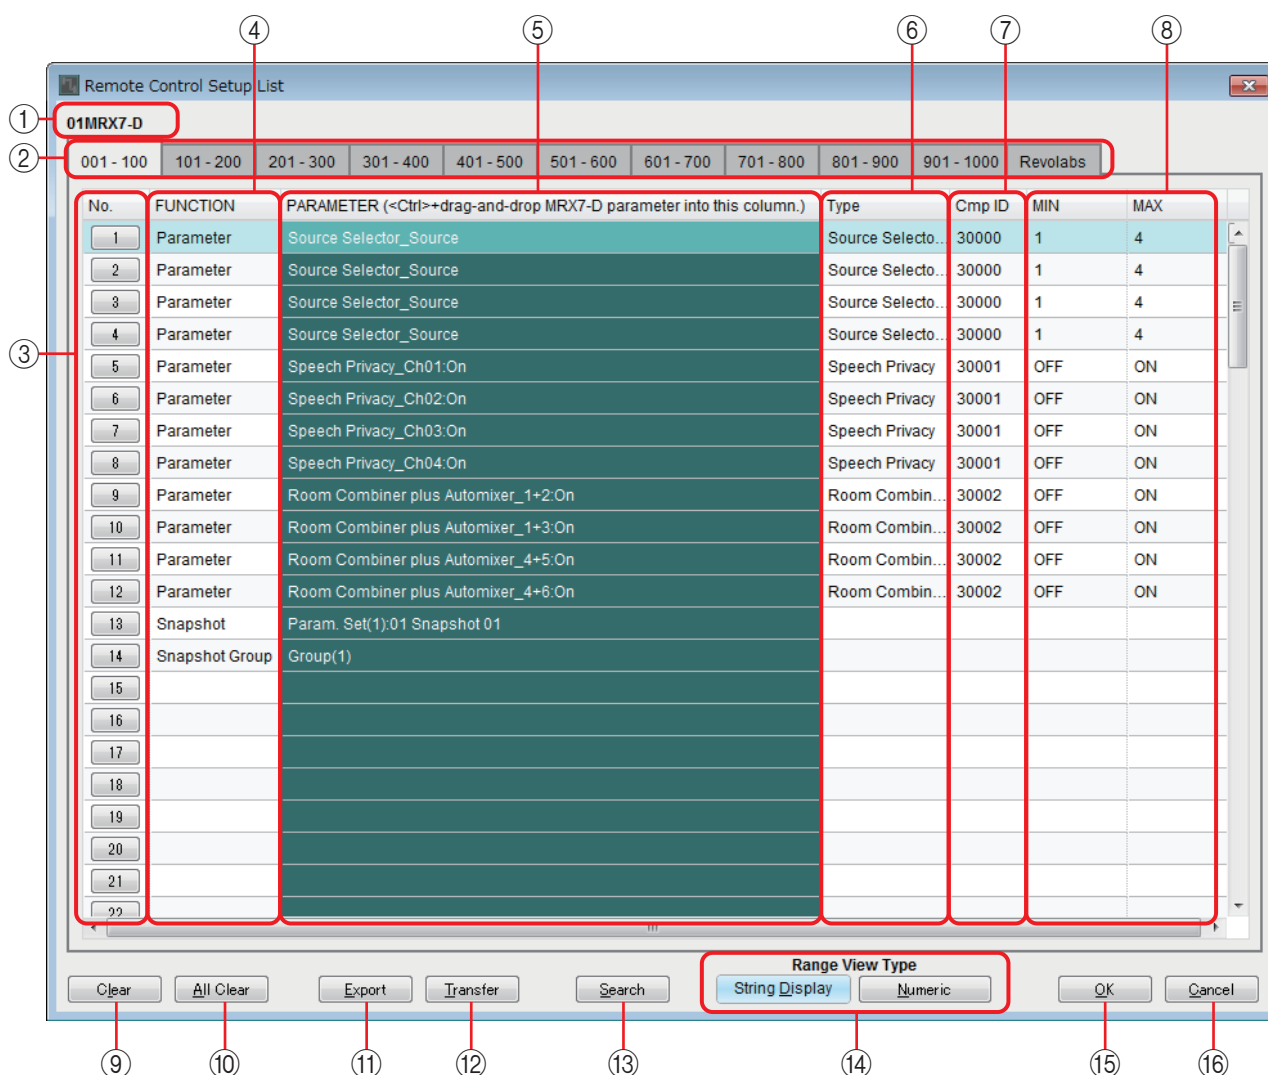 ④ ⑤ ⑥ ⑦ ⑧
Remote Control Setup List
① 01MRX7-D
② 001 - 100 101 - 200 201 - 300 301 - 400 401 - 500 501 - 600 601 - 700 701 - 800 801 - 900 901 - 1000 Revolabs
No. FUNCTION PARAMETER (<Ctrl>+drag-and-drop MRX7-D parameter into this column.) Type Cmp ID MIN MAX
1 Parameter Source Selector_Source Source Selecto... 30000 1 4
2 Parameter Source Selector_Source Source Selecto... 30000 1 4
3 Parameter Source Selector_Source Source Selecto... 30000 1 4
4 Parameter Source Selector_Source Source Selecto... 30000 1 4
③
5 Parameter Speech Privacy_Ch01:On Speech Privacy 30001 OFF ON
6 Parameter Speech Privacy_Ch02:On Speech Privacy 30001 OFF ON
7 Parameter Speech Privacy_Ch03:On Speech Privacy 30001 OFF ON
8 Parameter Speech Privacy_Ch04:On Speech Privacy 30001 OFF ON
9 Parameter Room Combiner plus Automixer_1+2:On Room Combin... 30002 OFF ON
10 Parameter Room Combiner plus Automixer_1+3:On Room Combin... 30002 OFF ON
11 Parameter Room Combiner plus Automixer_4+5:On Room Combin... 30002 OFF ON
12 Parameter Room Combiner plus Automixer_4+6:On Room Combin... 30002 OFF ON
13 Snapshot Param. Set(1):01 Snapshot 01
14 Snapshot Group Group(1)
15
16
17
18
19
20
21
22
Range View Type
Clear All Clear Export Transfer Search String Display Numeric OK Cancel
⑨ ⑩ ⑪ ⑫ ⑬ ⑭ ⑮ ⑯